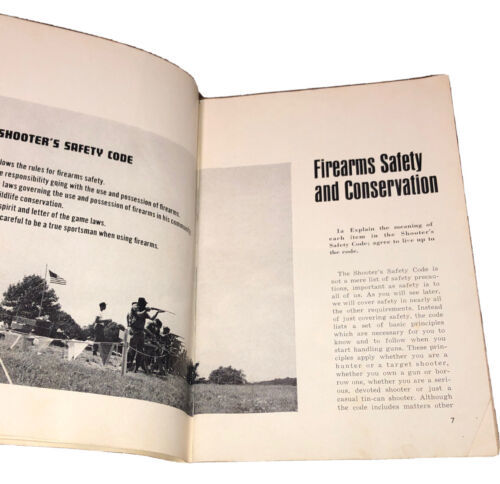 SHOOTER'S SAFETY CODE
lows the rules for firearms safety.
e responsibility going with the use and possession of firearms.
laws governing the use and possession of firearms in his community.
ildlife conservation.
spirit and letter of the game laws.
careful to be a true sportsman when using firearms.
Firearms Safety
and Conservation
1a Explain the meaning of
each item in the Shooter's
Safety Code; agree to live up to
the code.
The Shooter's Safety Code is
not a mere list of safety precau-
tions, important as safety is to
all of us. As you will see later,
we will cover safety in nearly all
the other requirements. Instead
of just covering safety, the code
lists a set of basic principles
which are necessary for you to
know and to follow when you
start handling guns. These prin-
ciples apply whether you are a
hunter or a target shooter,
whether you own a gun or bor-
row one, whether you are a seri-
ous, devoted shooter or just a
casual tin-can shooter. Although
the code includes matters other
7